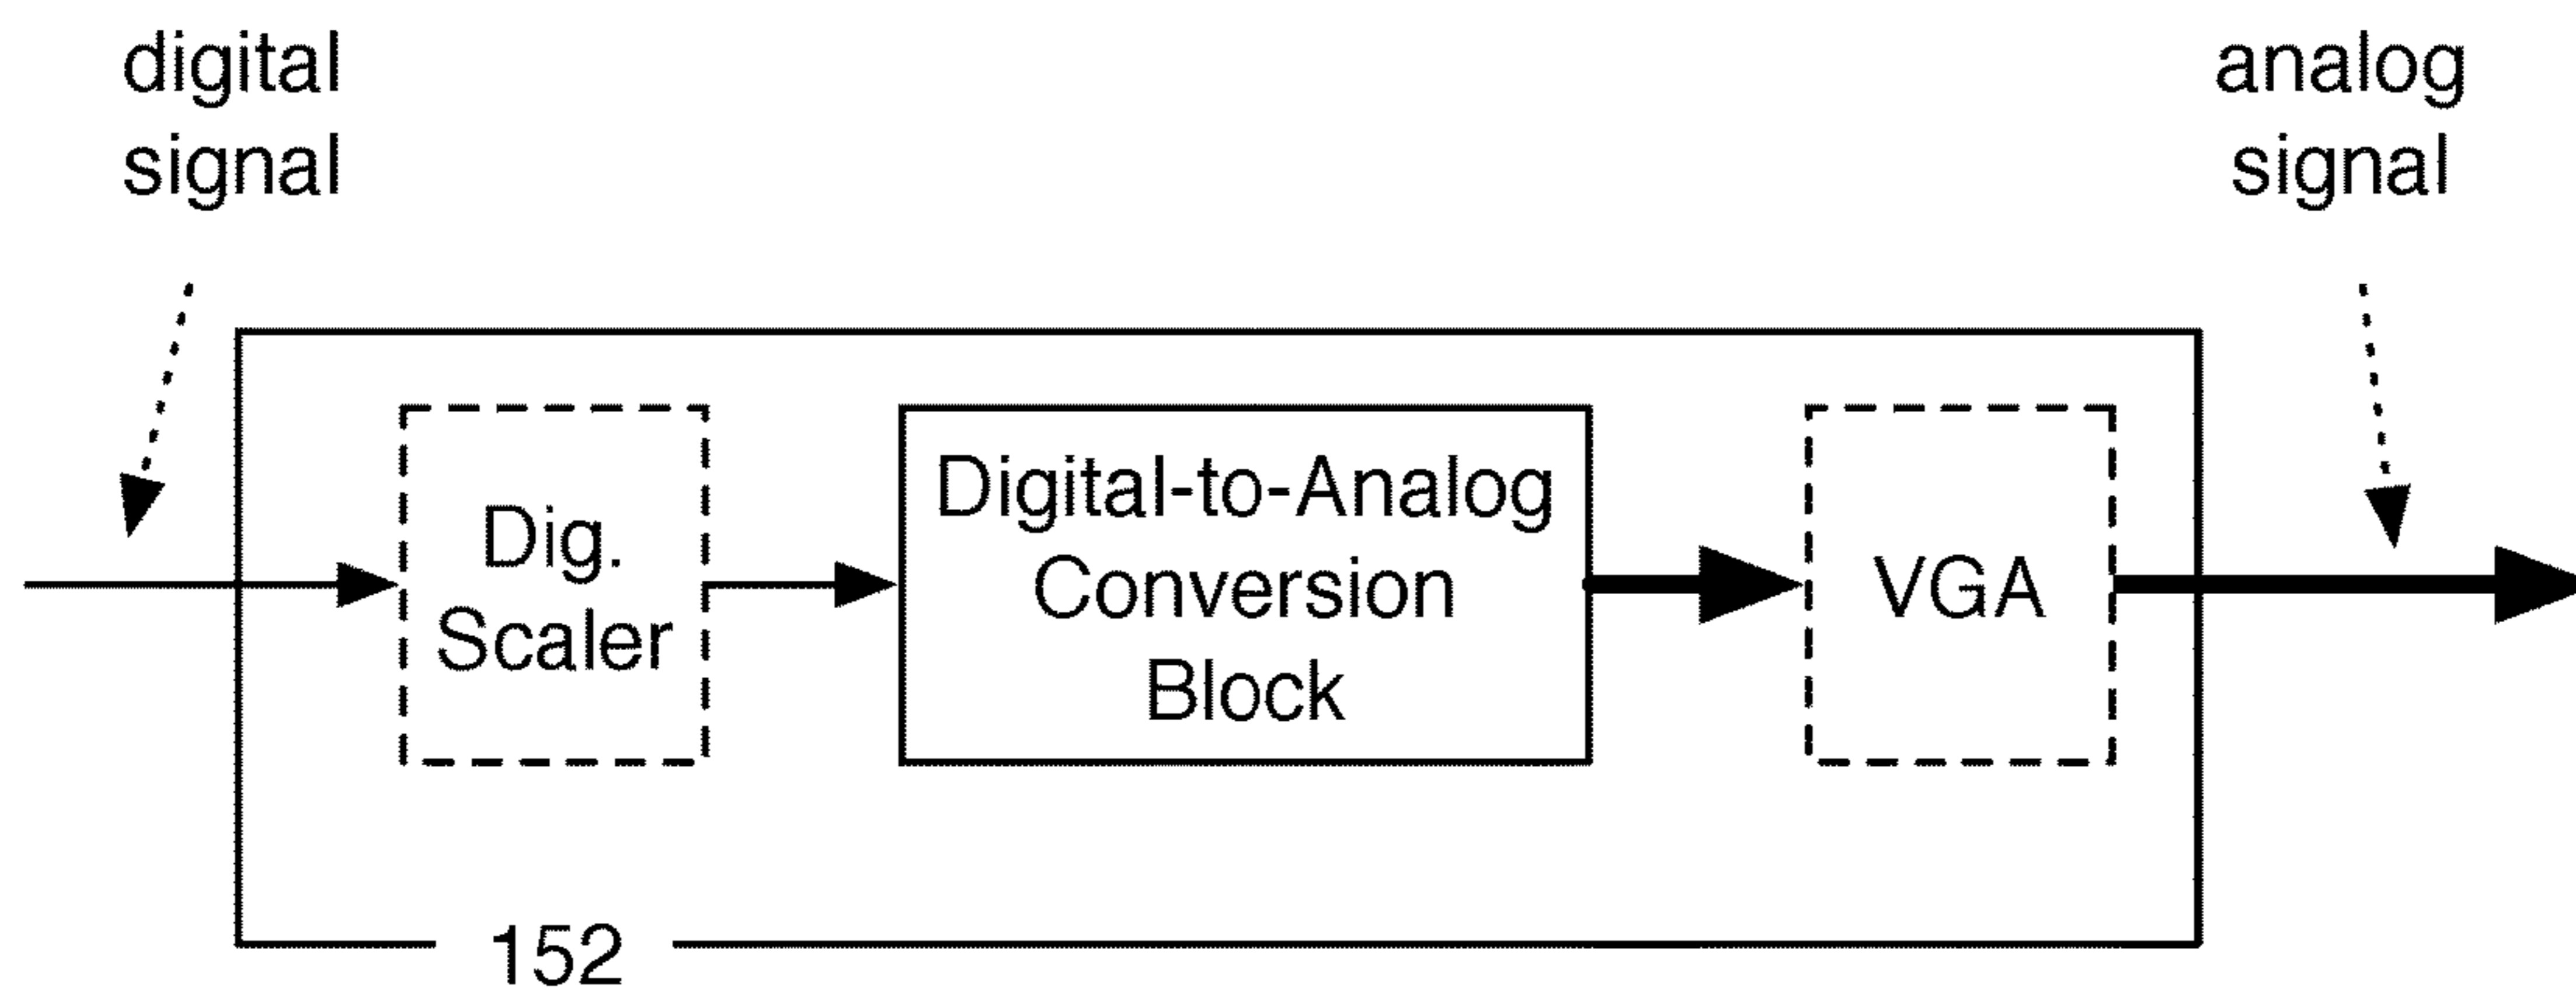 digital
signal
analog
signal
Dig.
Scaler
Digital-to-Analog
Conversion
Block
VGA
152